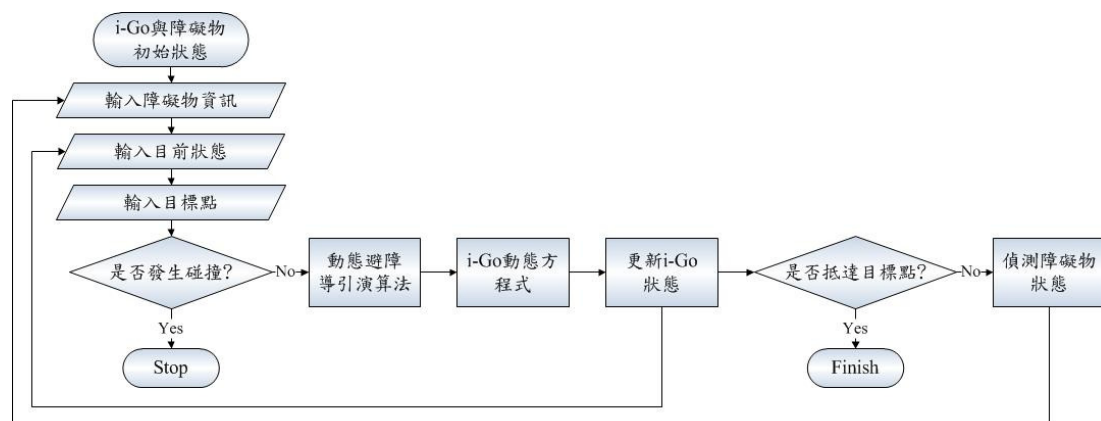 i-Go與障礙物
初始狀態
輸入障礙物資訊
輸入目前狀態
輸入目標點
是否發生碰撞?
No
動態避障
導引演算法
i-Go動態方
程式
更新i-Go
狀態
是否抵達目標點?
No
偵測障礙物
狀態
Yes
Stop
Yes
Finish